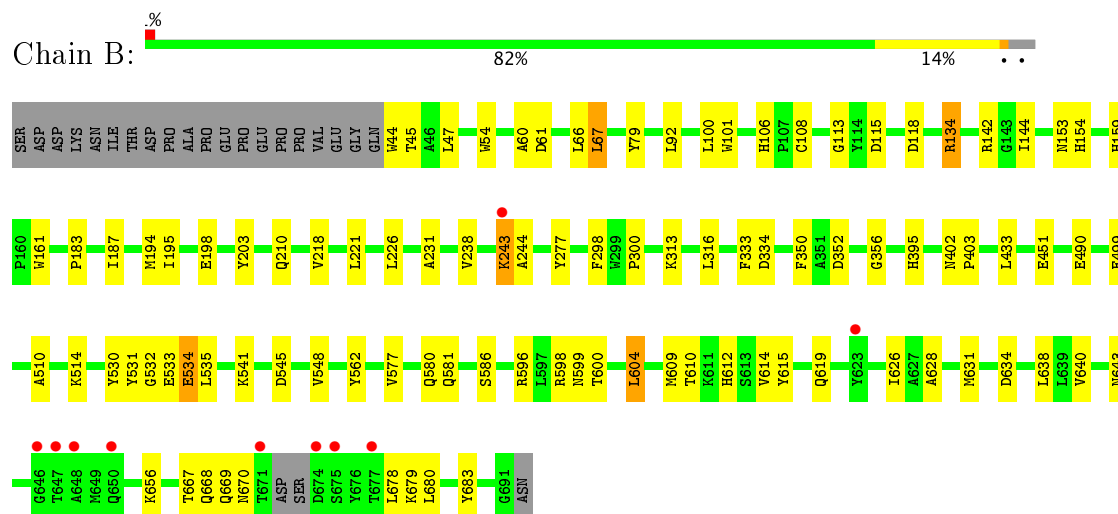 1%
Chain B:
82% 14% • •
SER ASP ASP LYS ASN ILE THR ASP PRO ALA PRO GLU PRO GLU PRO PRO VAL GLU GLY GLN W44 T45 A46 L47 W54 A60 D61 L66 L67 Y79 L92 L100 W101 H106 P107 C108 G113 Y114 D115 D118 R134 R142 G143 I144 N153 H154 H159
P160 W161 P183 I187 M194 I195 E198 Y203 Q210 V218 L221 L226 A231 V238 K243 A244 Y277 F298 W299 P300 K313 L316 F333 D334 F350 A351 D352 G356 H395 N402 P403 L433 E451 E490
A510 K514 Y530 Y531 G532 E533 E534 L535 K541 D545 V548 Y562 V577 Q580 Q581 S586 R596 L597 R598 N599 T600 L604 M609 T610 K611 H612 S613 V614 Y615 Q619 Y623 I626 A627 A628 M631 D634 L638 L639 V640 N643
G646 T647 A648 M649 Q650 K656 T667 Q668 Q669 N670 T671 ASP SER D674 S675 Y676 T677 L678 K679 L680 Y683 G691 ASN